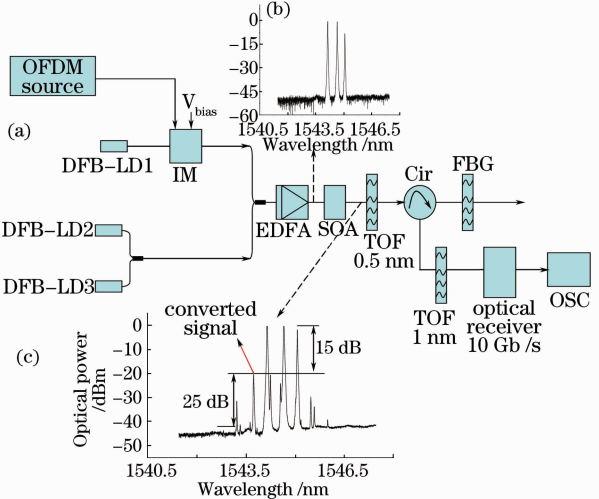 OFDM
source
V bias
(a)
DFB-LD1
IM
(b)
0
-15
-30
-45
-60
1540.5 1543.5 1546.5
Wavelength /nm
DFB-LD2
DFB-LD3
EDFA
SOA
TOF
0.5 nm
Cir
FBG
TOF
1 nm
optical
receiver
10 Gb/s
OSC
converted
signal
(c)
Optical power
/dBm
0
-10
-20
-30
-40
-50
15 dB
25 dB
1540.5 1543.5 1546.5
Wavelength /nm